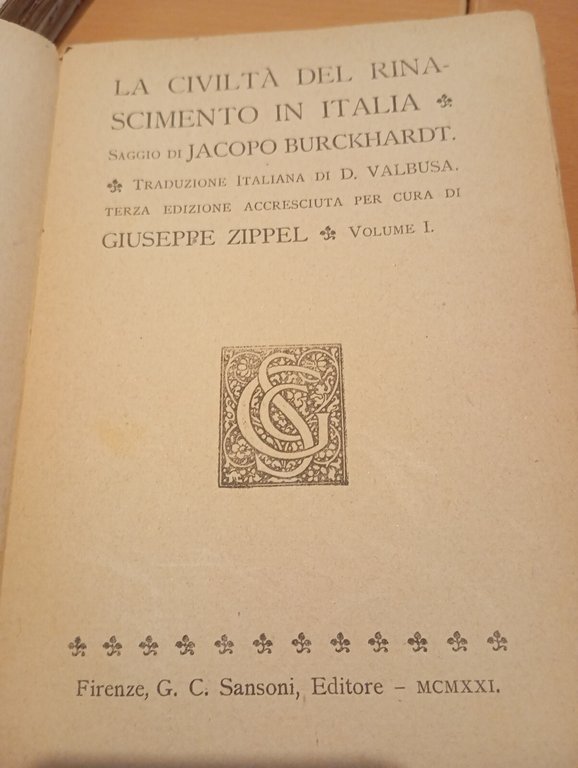 LA CIVILTÀ DEL RINA-
SCIMENTO IN ITALIA
SAGGIO DI JACOPO BURCKHARDT.
TRADUZIONE ITALIANA DI D. VALBUSA.
TERZA EDIZIONE ACCRESCIUTA PER CURA DI
GIUSEPPE ZIPPEL VOLUME I.
GCS
Firenze, G. C. Sansoni, Editore – MCMXXI.